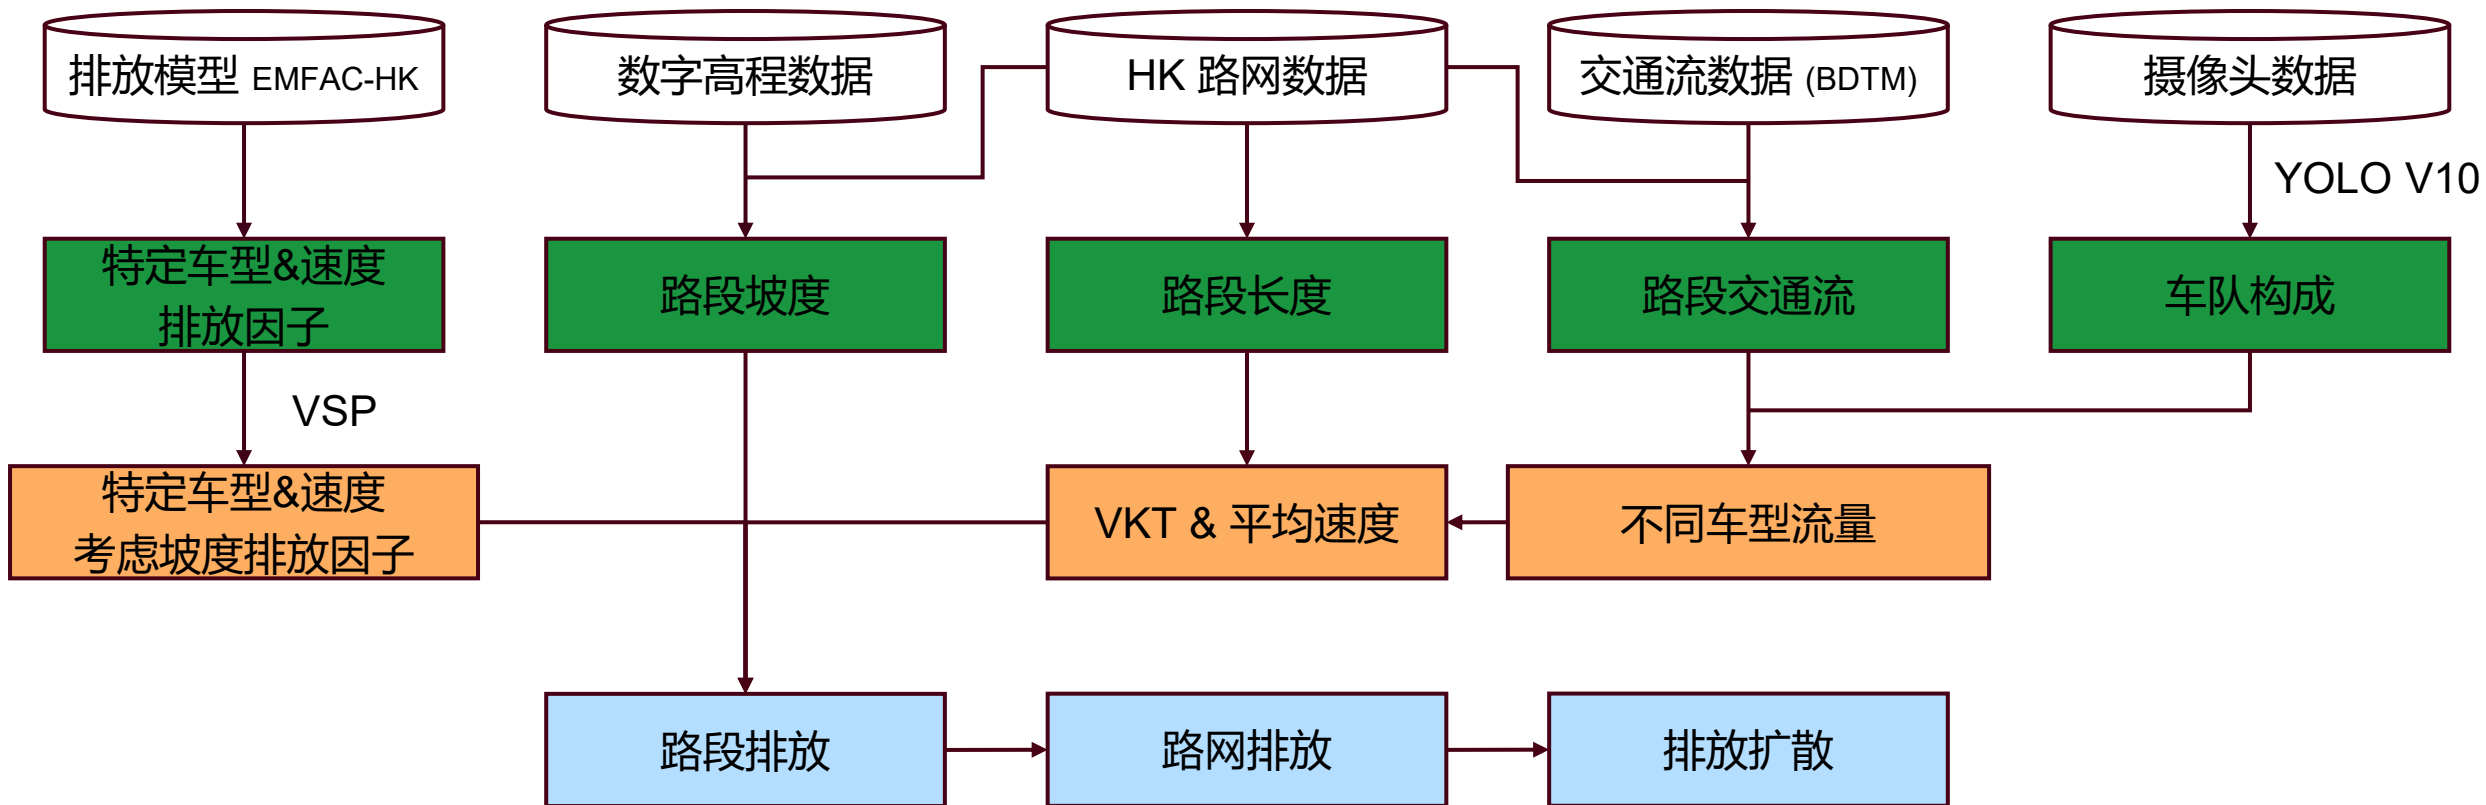 排放模型 EMFAC-HK
数字高程数据
HK 路网数据
交通流数据 (BDTM)
摄像头数据
YOLO V10
特定车型&速度
排放因子
路段坡度
路段长度
路段交通流
车队构成
VSP
特定车型&速度
考虑坡度排放因子
VKT & 平均速度
不同车型流量
路段排放
路网排放
排放扩散